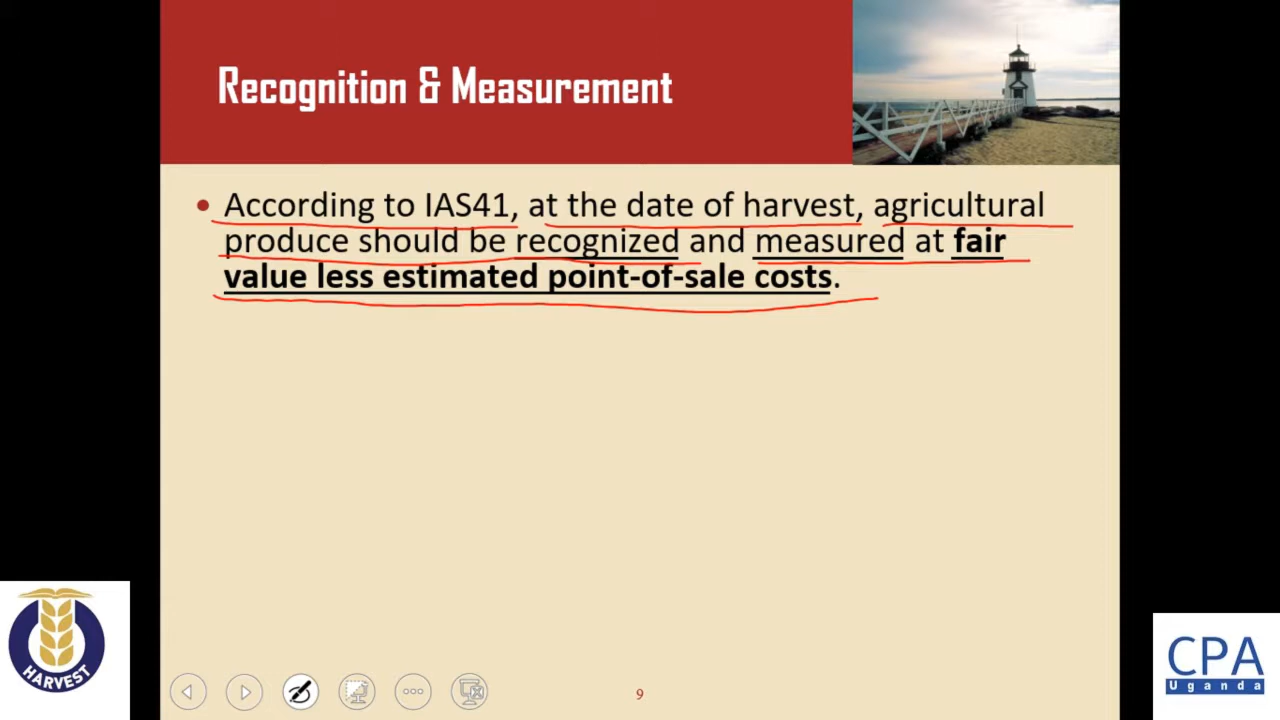 Recognition & Measurement
• According to IAS41, at the date of harvest, agricultural
produce should be recognized and measured at fair
value less estimated point-of-sale costs.
HARVEST
9
CPA
Uganda